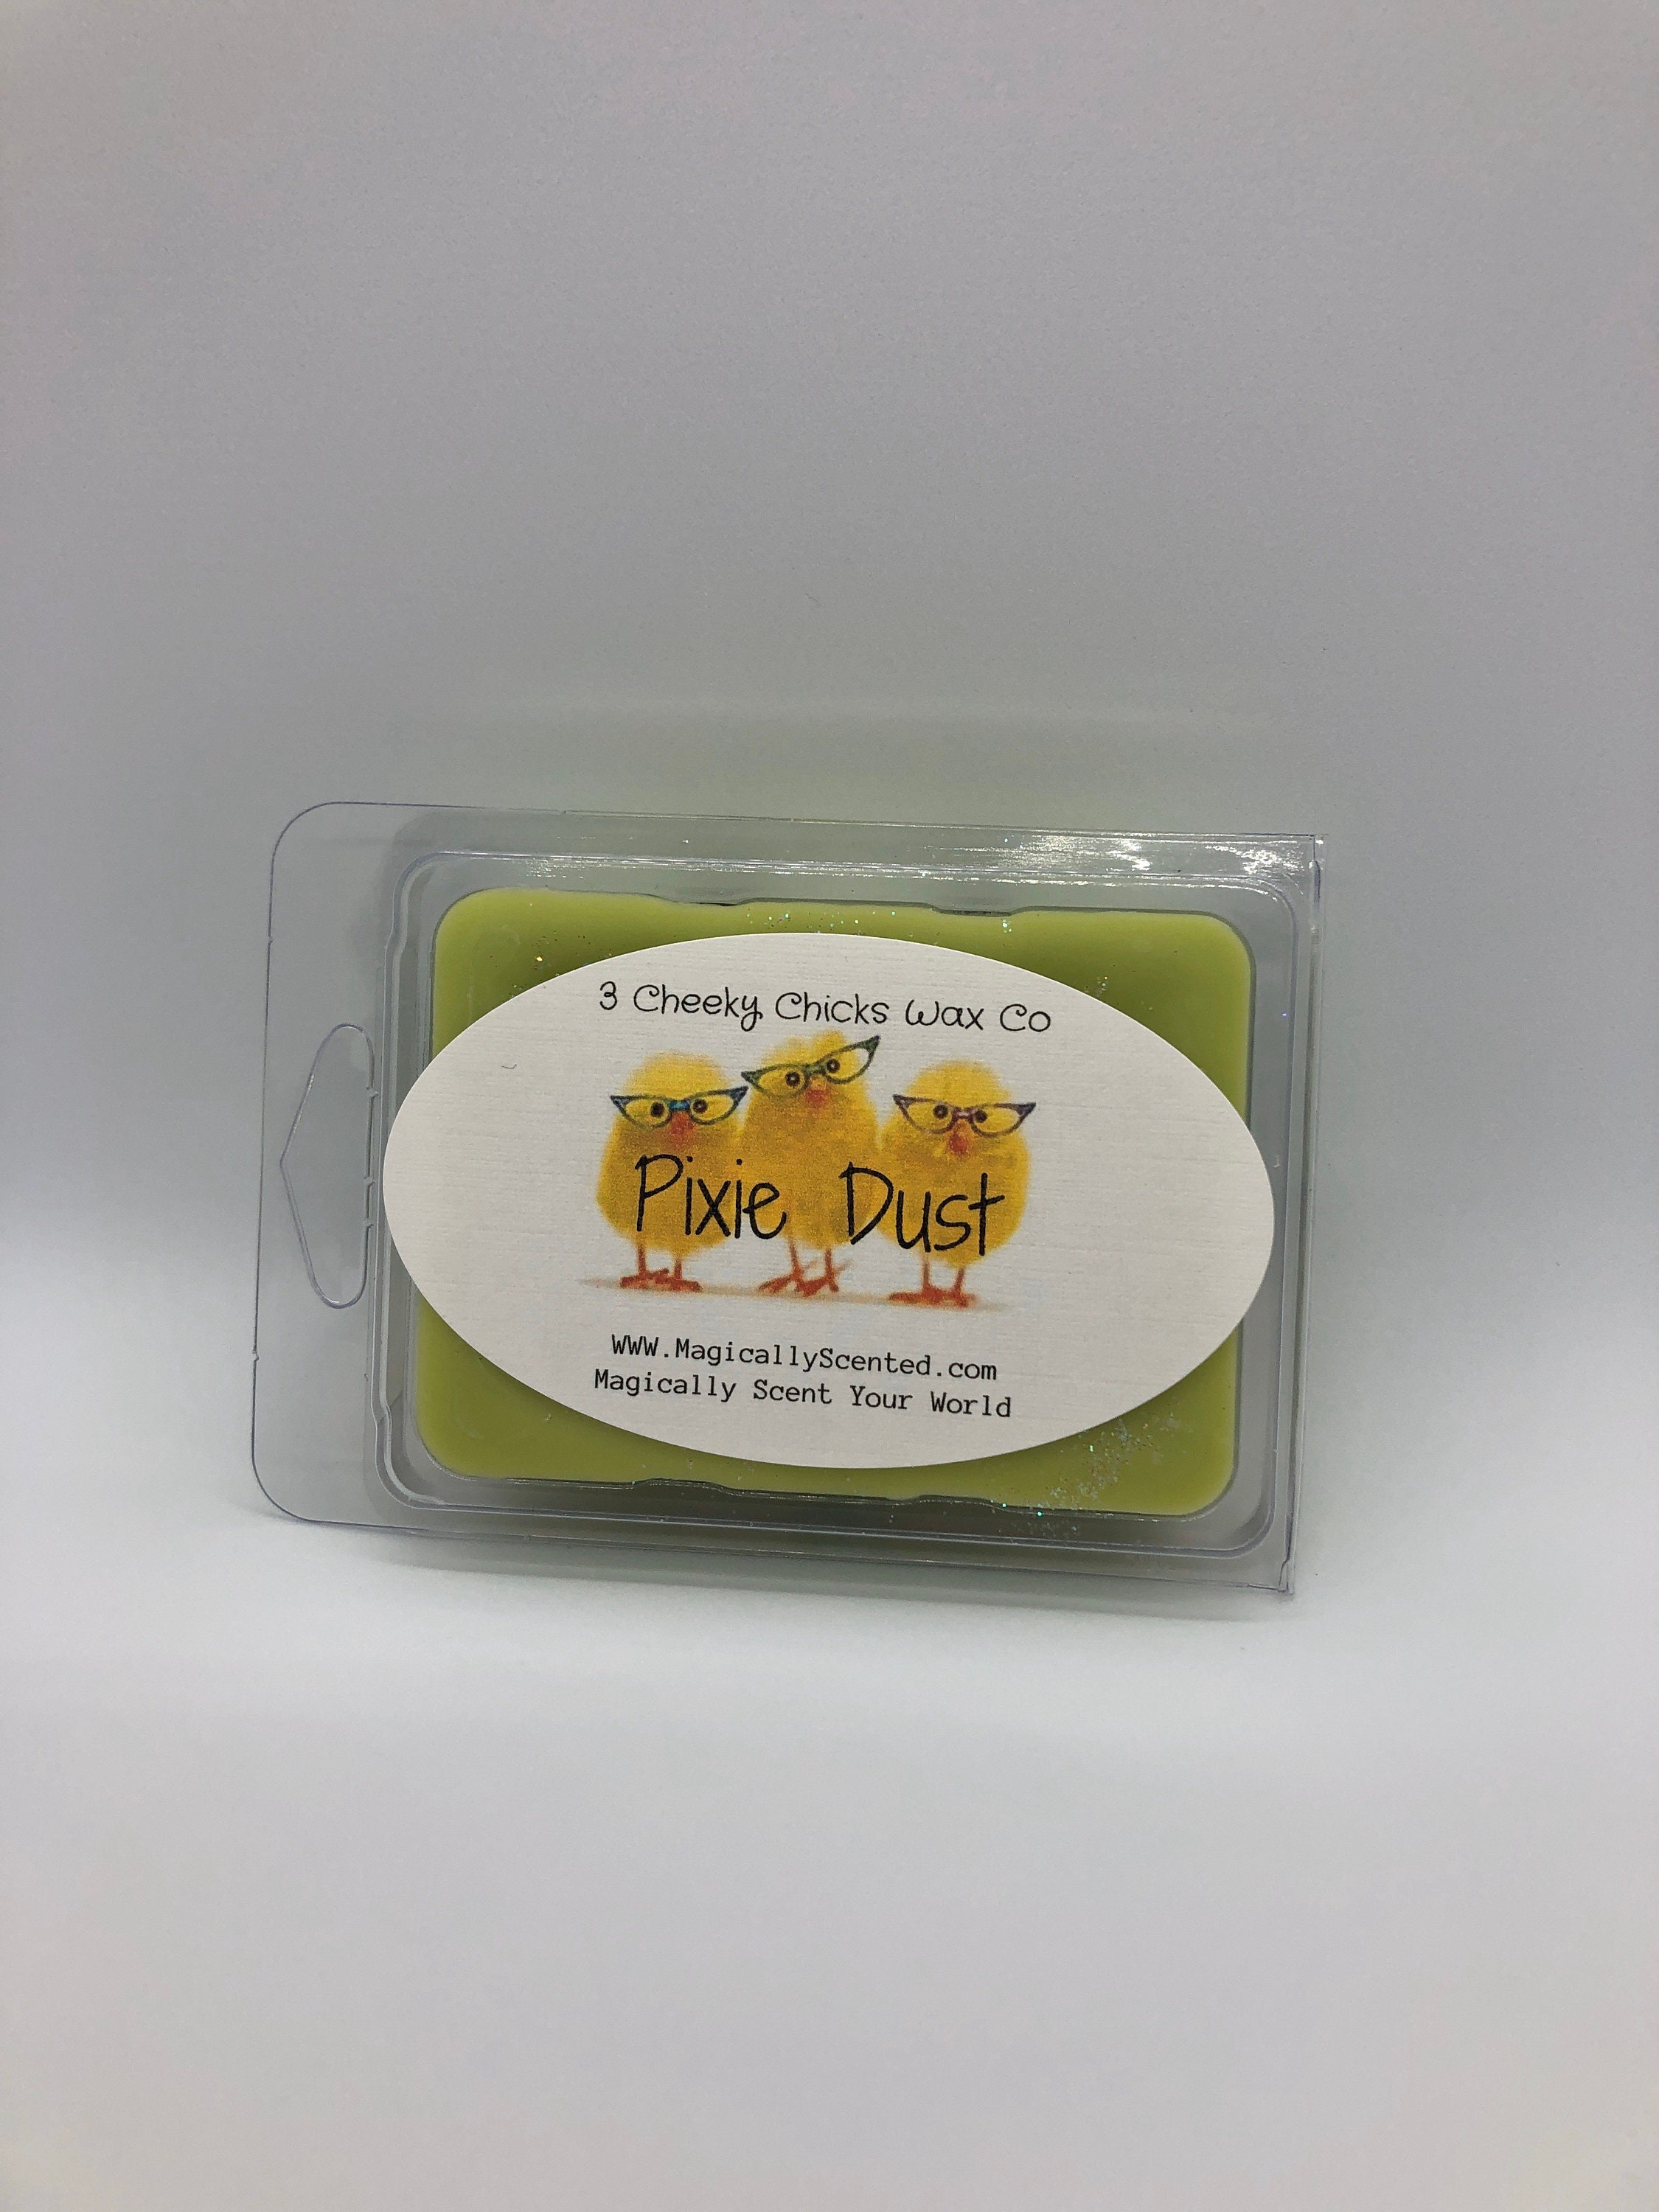 3 Cheeky Chicks Wax Co
Pixie Dust
WWW.MagicallyScented.com
Magically Scent Your World